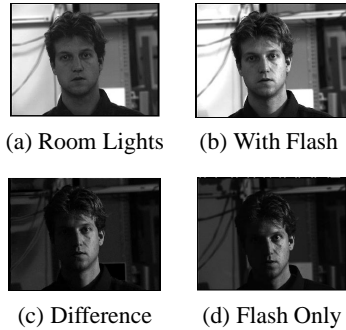 (a) Room Lights
(b) With Flash
(c) Difference
(d) Flash Only